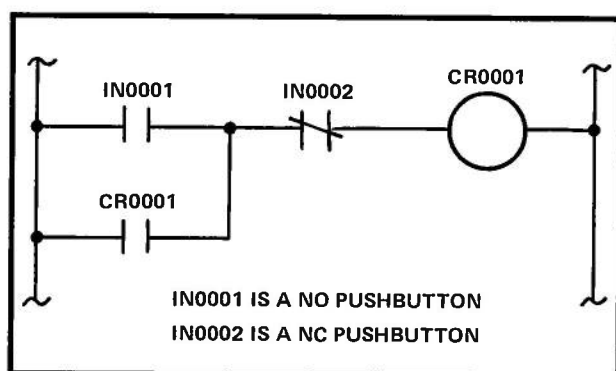 CR0001
IN0001
IN0002
CR0001
IN0001 IS A NO PUSHBUTTON
IN0002 IS A NC PUSHBUTTON